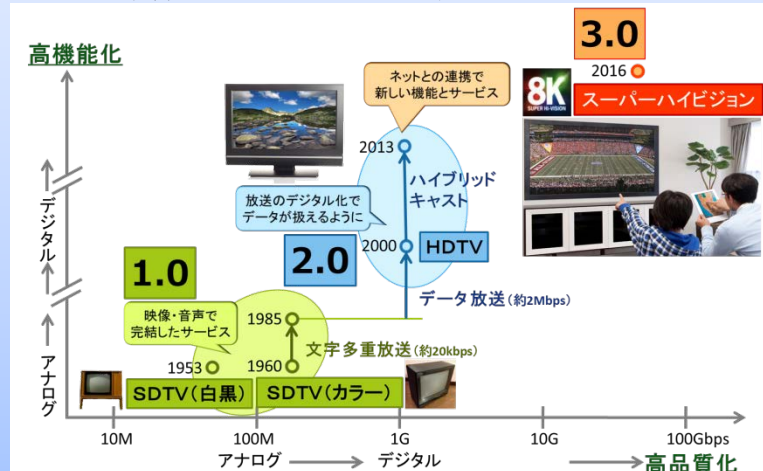 高機能化
3.0
2016
8K
SUPER HI-VISION
スーパーハイビジョン
ネットとの連携で
新しい機能とサービス
2013
ハイブリッド
キャスト
放送のデジタル化で
データが扱えるように
2.0
2000
HDTV
データ放送(約2Mbps)
デジタル
1.0
映像・音声で
完結したサービス
1985
文字多重放送(約20kbps)
1953
1960
アナログ
SDTV(白黒)
SDTV(カラー)
10M
100M
1G
10G
100Gbps
アナログ
デジタル
高品質化